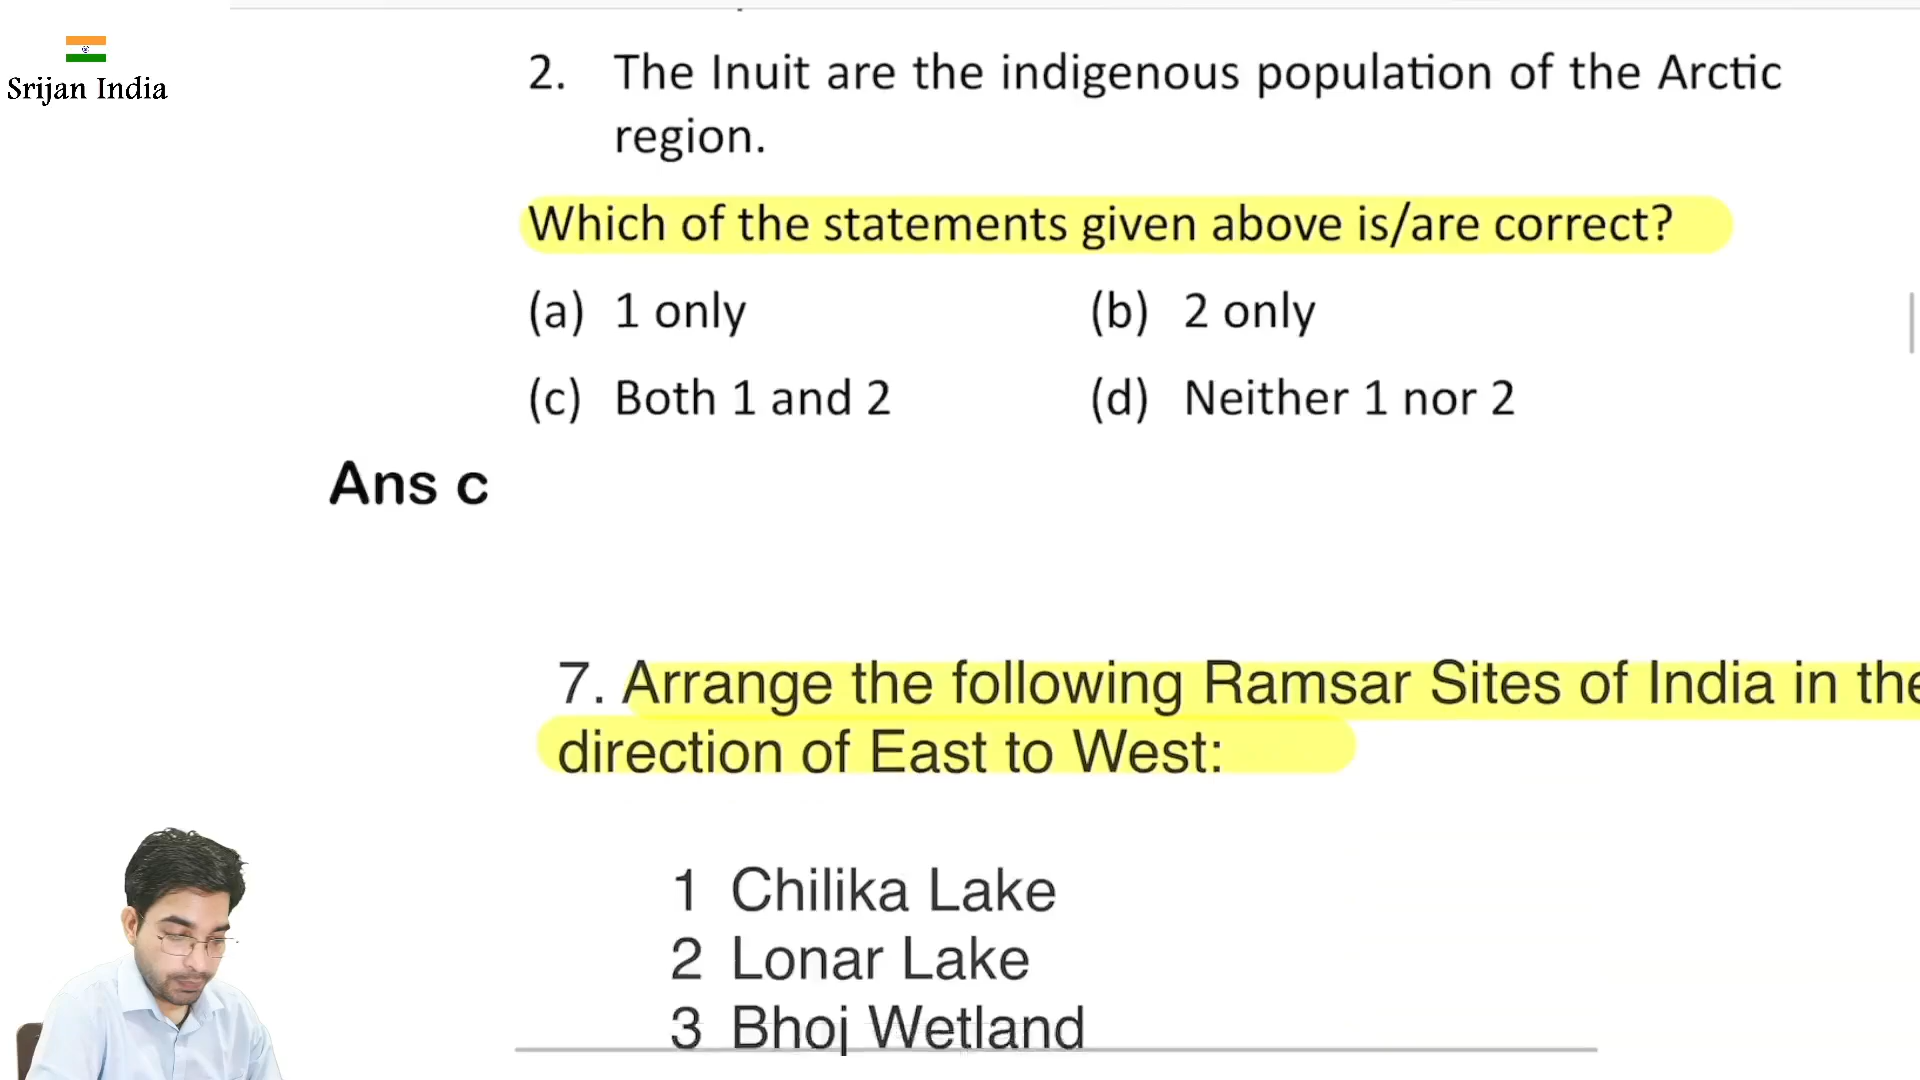 Srijan India
2. The Inuit are the indigenous population of the Arctic
region.
Which of the statements given above is/are correct?
(a) 1 only (b) 2 only
(c) Both 1 and 2 (d) Neither 1 nor 2
Ans c
7. Arrange the following Ramsar Sites of India in the
direction of East to West:
1 Chilika Lake
2 Lonar Lake
3 Bhoj Wetland